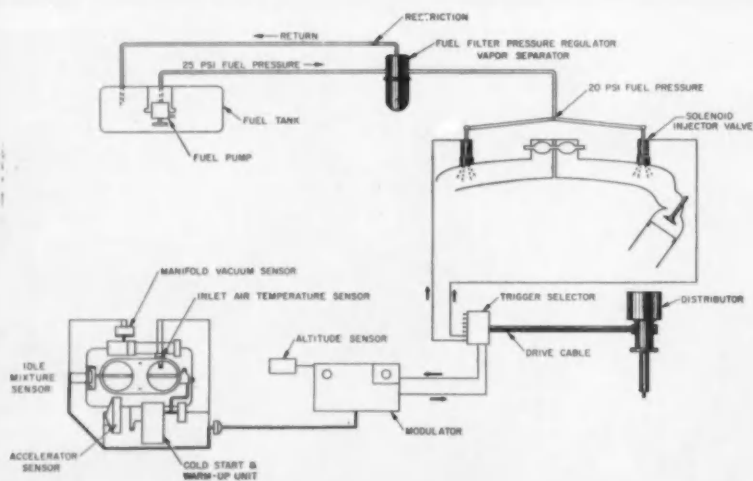 RESTRICTION
RETURN
FUEL FILTER PRESSURE REGULATOR
VAPOR SEPARATOR
25 PSI FUEL PRESSURE
20 PSI FUEL PRESSURE
SOLENOID
INJECTOR VALVE
FUEL TANK
FUEL PUMP
MANIFOLD VACUUM SENSOR
INLET AIR TEMPERATURE SENSOR
TRIGGER SELECTOR
DISTRIBUTOR
ALTITUDE SENSOR
DRIVE CABLE
IDLE
MIXTURE
SENSOR
MODULATOR
ACCELERATOR
SENSOR
COLD START &
WARM-UP UNIT